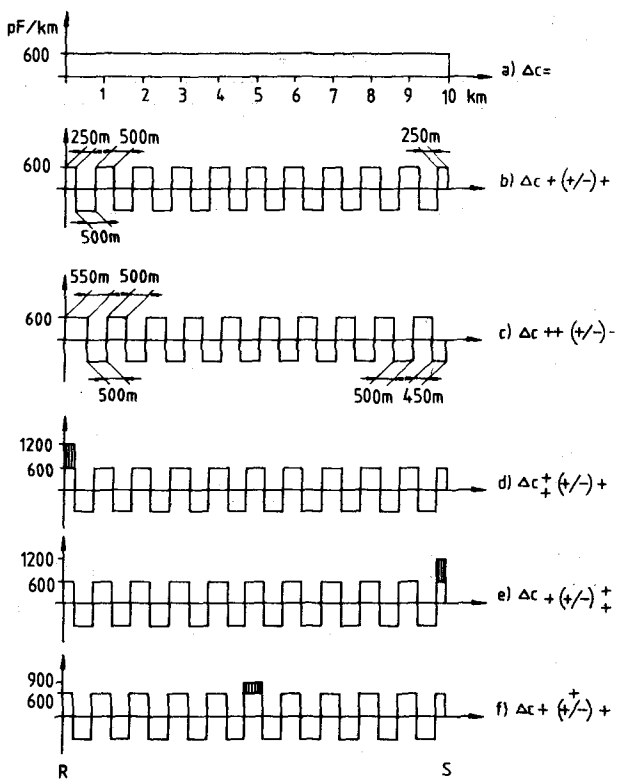 pF/km
600
a) Δc=
1 2 3 4 5 6 7 8 9 10 km
250m 500m 250m
600
b) Δc + (+/-) +
500m
550m 500m
600
c) Δc ++ (+/-) -
500m 500m 450m
1200
600
d) Δc + + (+/-) +
1200
600
e) Δc + (+/-) + +
900
600
f) Δc + (+/-) + +
R S